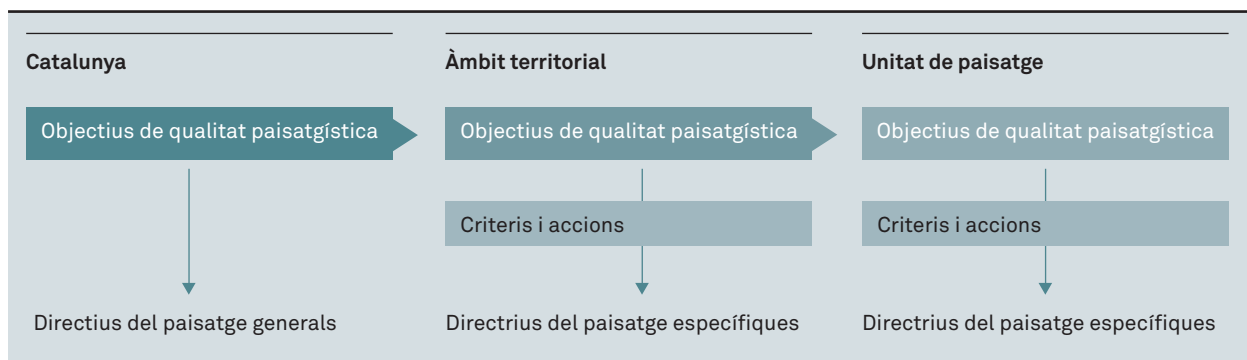 Catalunya
Àmbit territorial
Unitat de paisatge
Objectius de qualitat paisatgística
Objectius de qualitat paisatgística
Objectius de qualitat paisatgística
Criteris i accions
Criteris i accions
Directius del paisatge generals
Directrius del paisatge específiques
Directrius del paisatge específiques